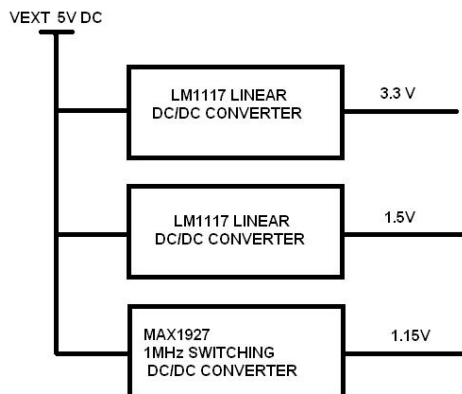 VEXT 5V DC
LM1117 LINEAR
DC/DC CONVERTER
3.3 V
LM1117 LINEAR
DC/DC CONVERTER
1.5V
MAX1927
1MHz SWITCHING
DC/DC CONVERTER
1.15V